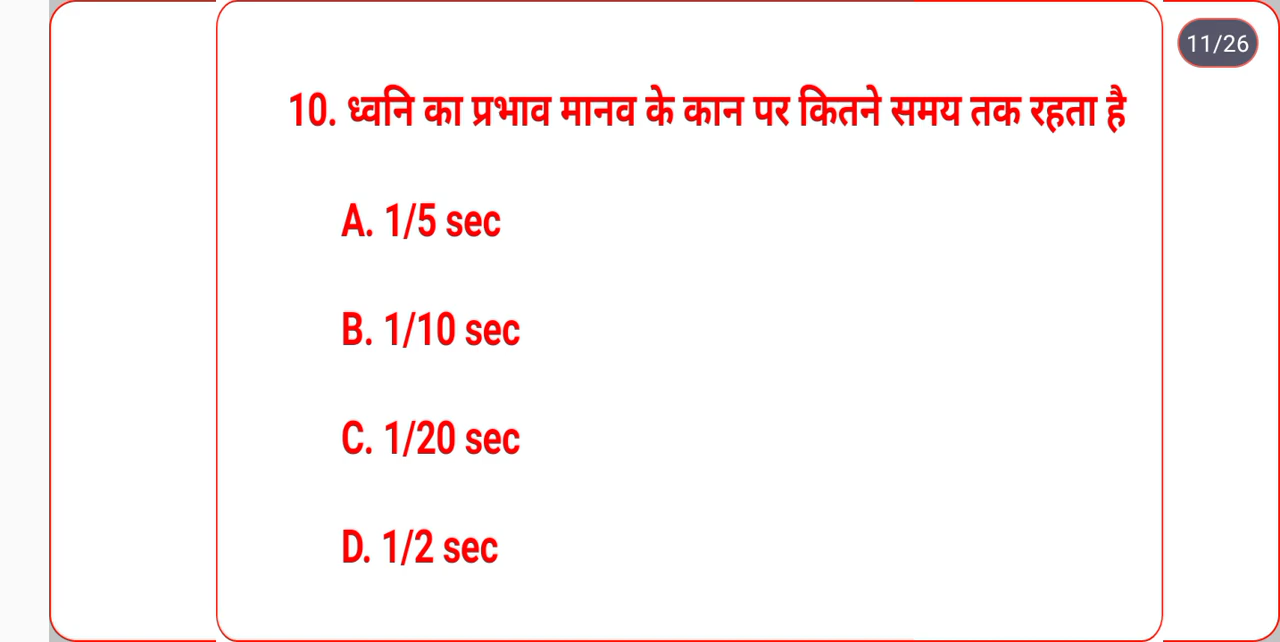 11/26
10. ध्वनि का प्रभाव मानव के कान पर कितने समय तक रहता है
A. 1/5 sec
B. 1/10 sec
C. 1/20 sec
D. 1/2 sec